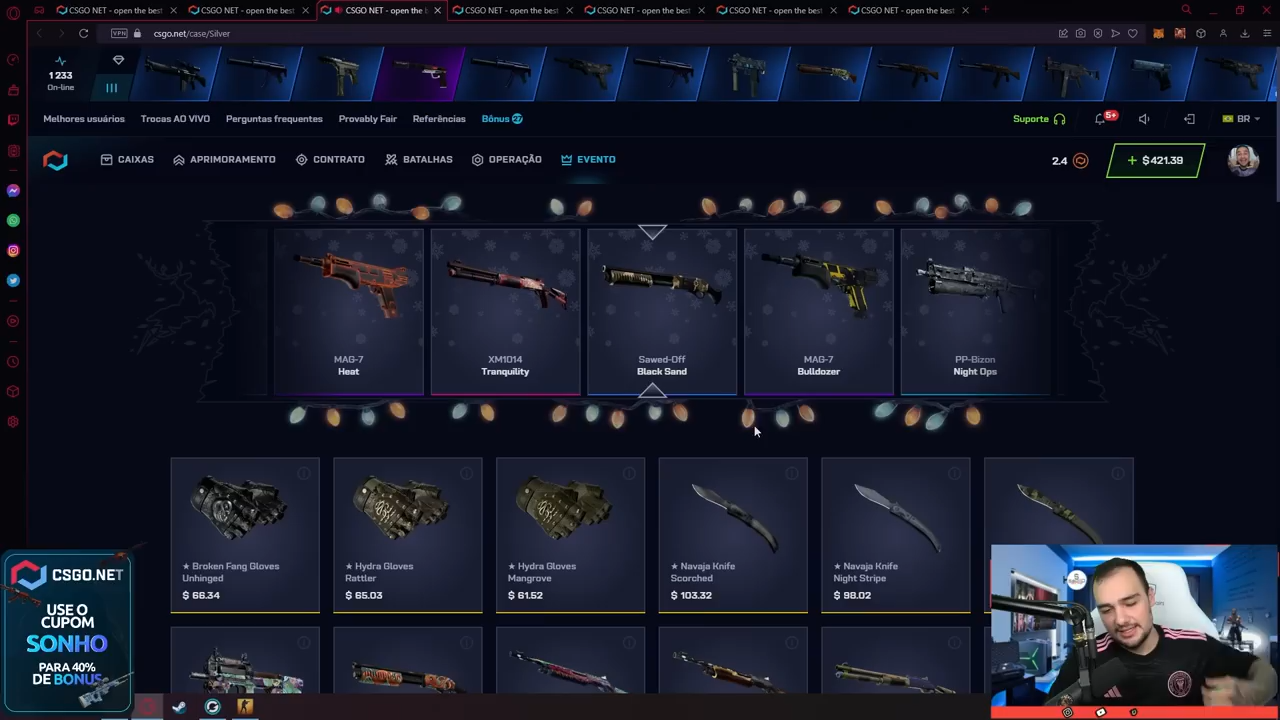 CSGO NET - open the best
CSGO NET - open the best
CSGO NET - open the b
CSGO NET - open the best
CSGO NET - open the best
CSGO NET - open the best
CSGO NET - open the best
VPN
csgo.net/case/Silver
1 233
On-line
Melhores usuários
Trocas AO VIVO
Perguntas frequentes
Provably Fair
Referências
Bônus
Suporte
5+
BR
CAIXAS
APRIMORAMENTO
CONTRATO
BATALHAS
OPERAÇÃO
EVENTO
2.4
+ $421.39
MAG-7
Heat
XM1014
Tranquility
Sawed-Off
Black Sand
MAG-7
Bulldozer
PP-Bizon
Night Ops
★ Broken Fang Gloves
Unhinged
$ 66.34
★ Hydra Gloves
Rattler
$ 65.03
★ Hydra Gloves
Mangrove
$ 61.52
★ Navaja Knife
Scorched
$ 103.32
★ Navaja Knife
Night Stripe
$ 98.02
CSGO.NET
USE O
CUPOM
SONHO
PARA 40%
DE BONUS